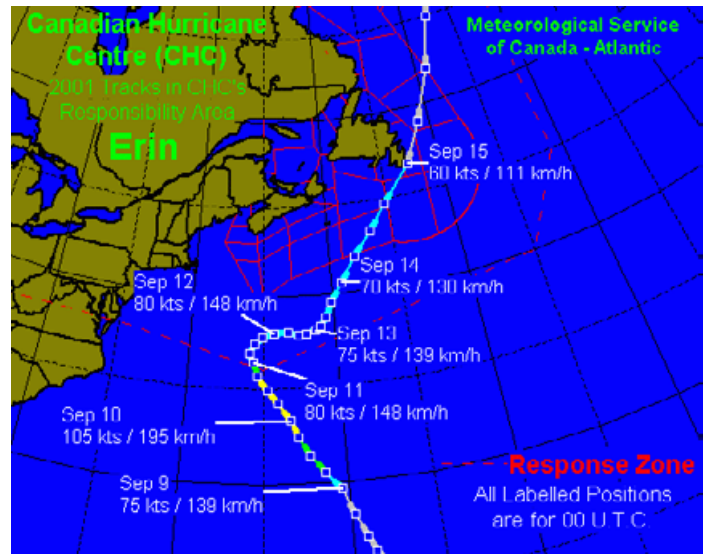 Canadian Hurricane
Centre (CHC)
2001 Tracks in CHC's
Responsibility Area
Erin
Meteorological Service
of Canada - Atlantic
Sep 15
60 kts / 111 km/h
Sep 14
70 kts / 130 km/h
Sep 12
80 kts / 148 km/h
Sep 13
75 kts / 139 km/h
Sep 11
80 kts / 148 km/h
Sep 10
105 kts / 195 km/h
Sep 9
75 kts / 139 km/h
Response Zone
All Labelled Positions
are for 00 U.T.C.